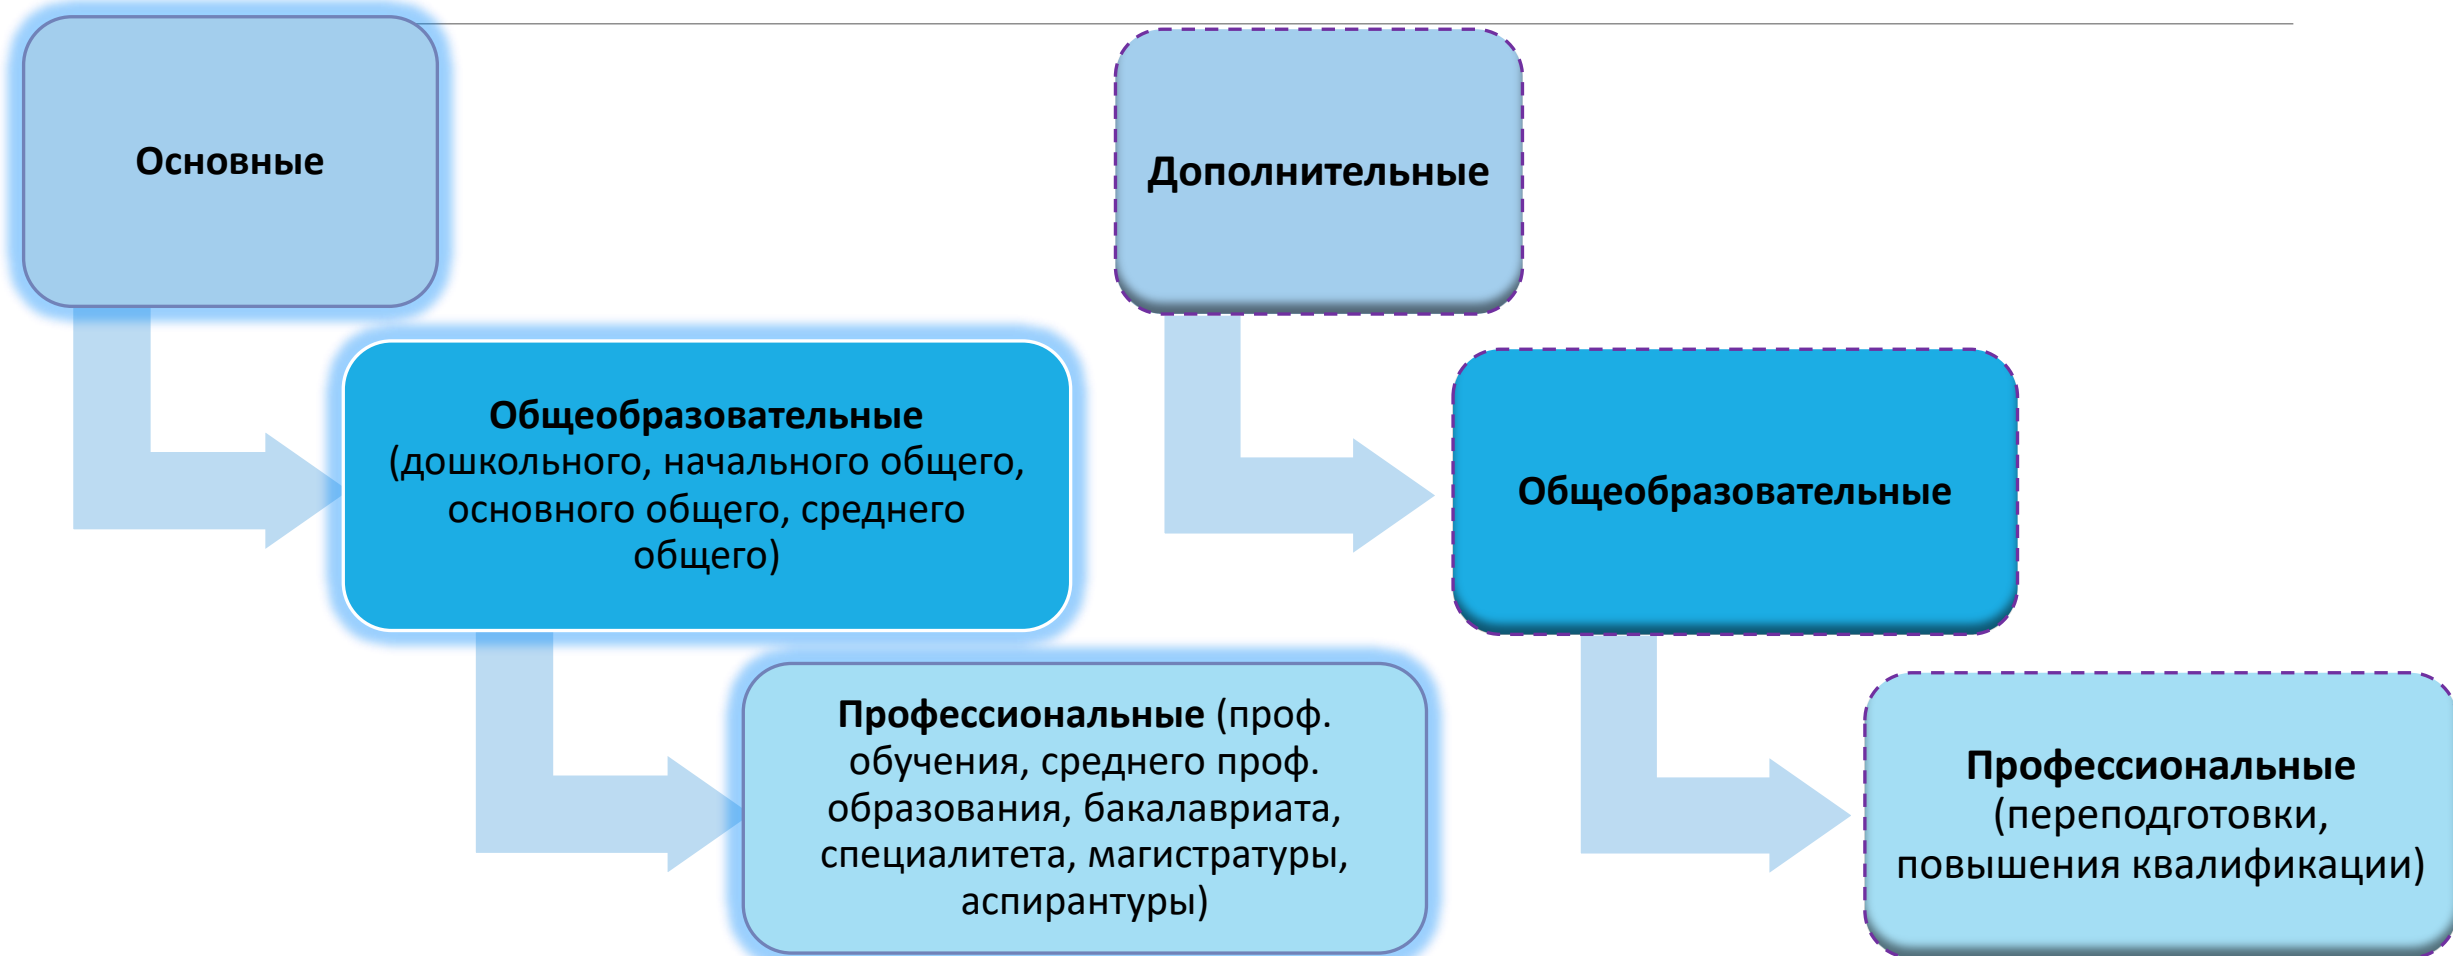 Основные
Общеобразовательные
(дошкольного, начального общего,
основного общего, среднего
общего)
Профессиональные (проф.
обучения, среднего проф.
образования, бакалавриата,
специалитета, магистратуры,
аспирантуры)
Дополнительные
Общеобразовательные
Профессиональные
(переподготовки,
повышения квалификации)